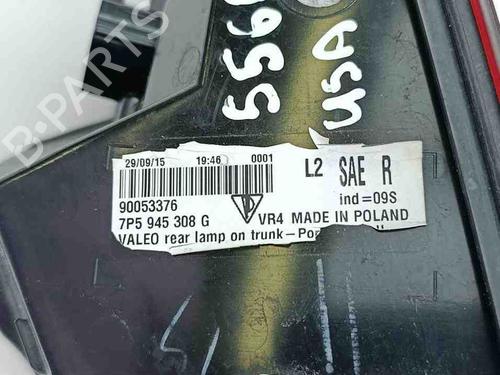 B-PARTS
556
USA
29/09/15 19:46 0001
L2 SAE R
90053376
ind=09S
7P5 945 308 G
VR4 MADE IN POLAND
VALEO rear lamp on trunk-Po